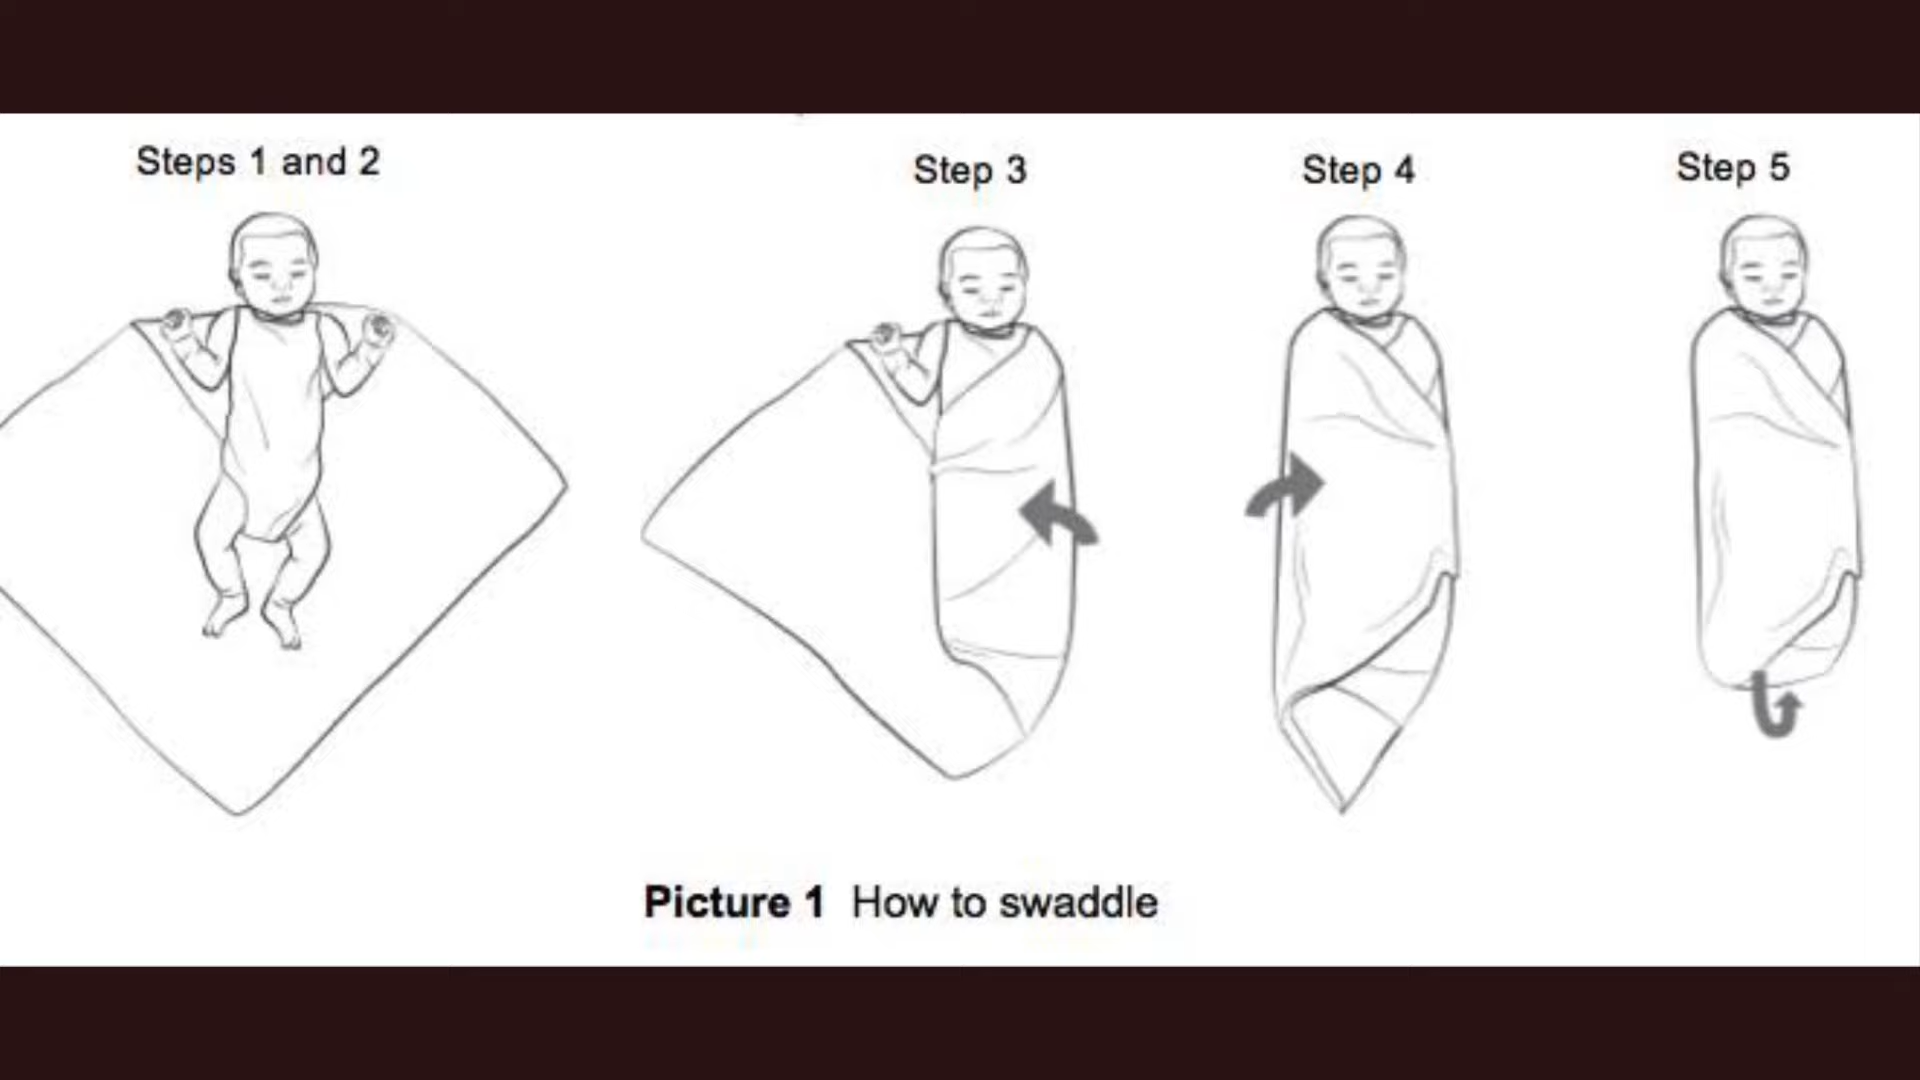 Steps 1 and 2
Step 3
Step 4
Step 5
Picture 1 How to swaddle